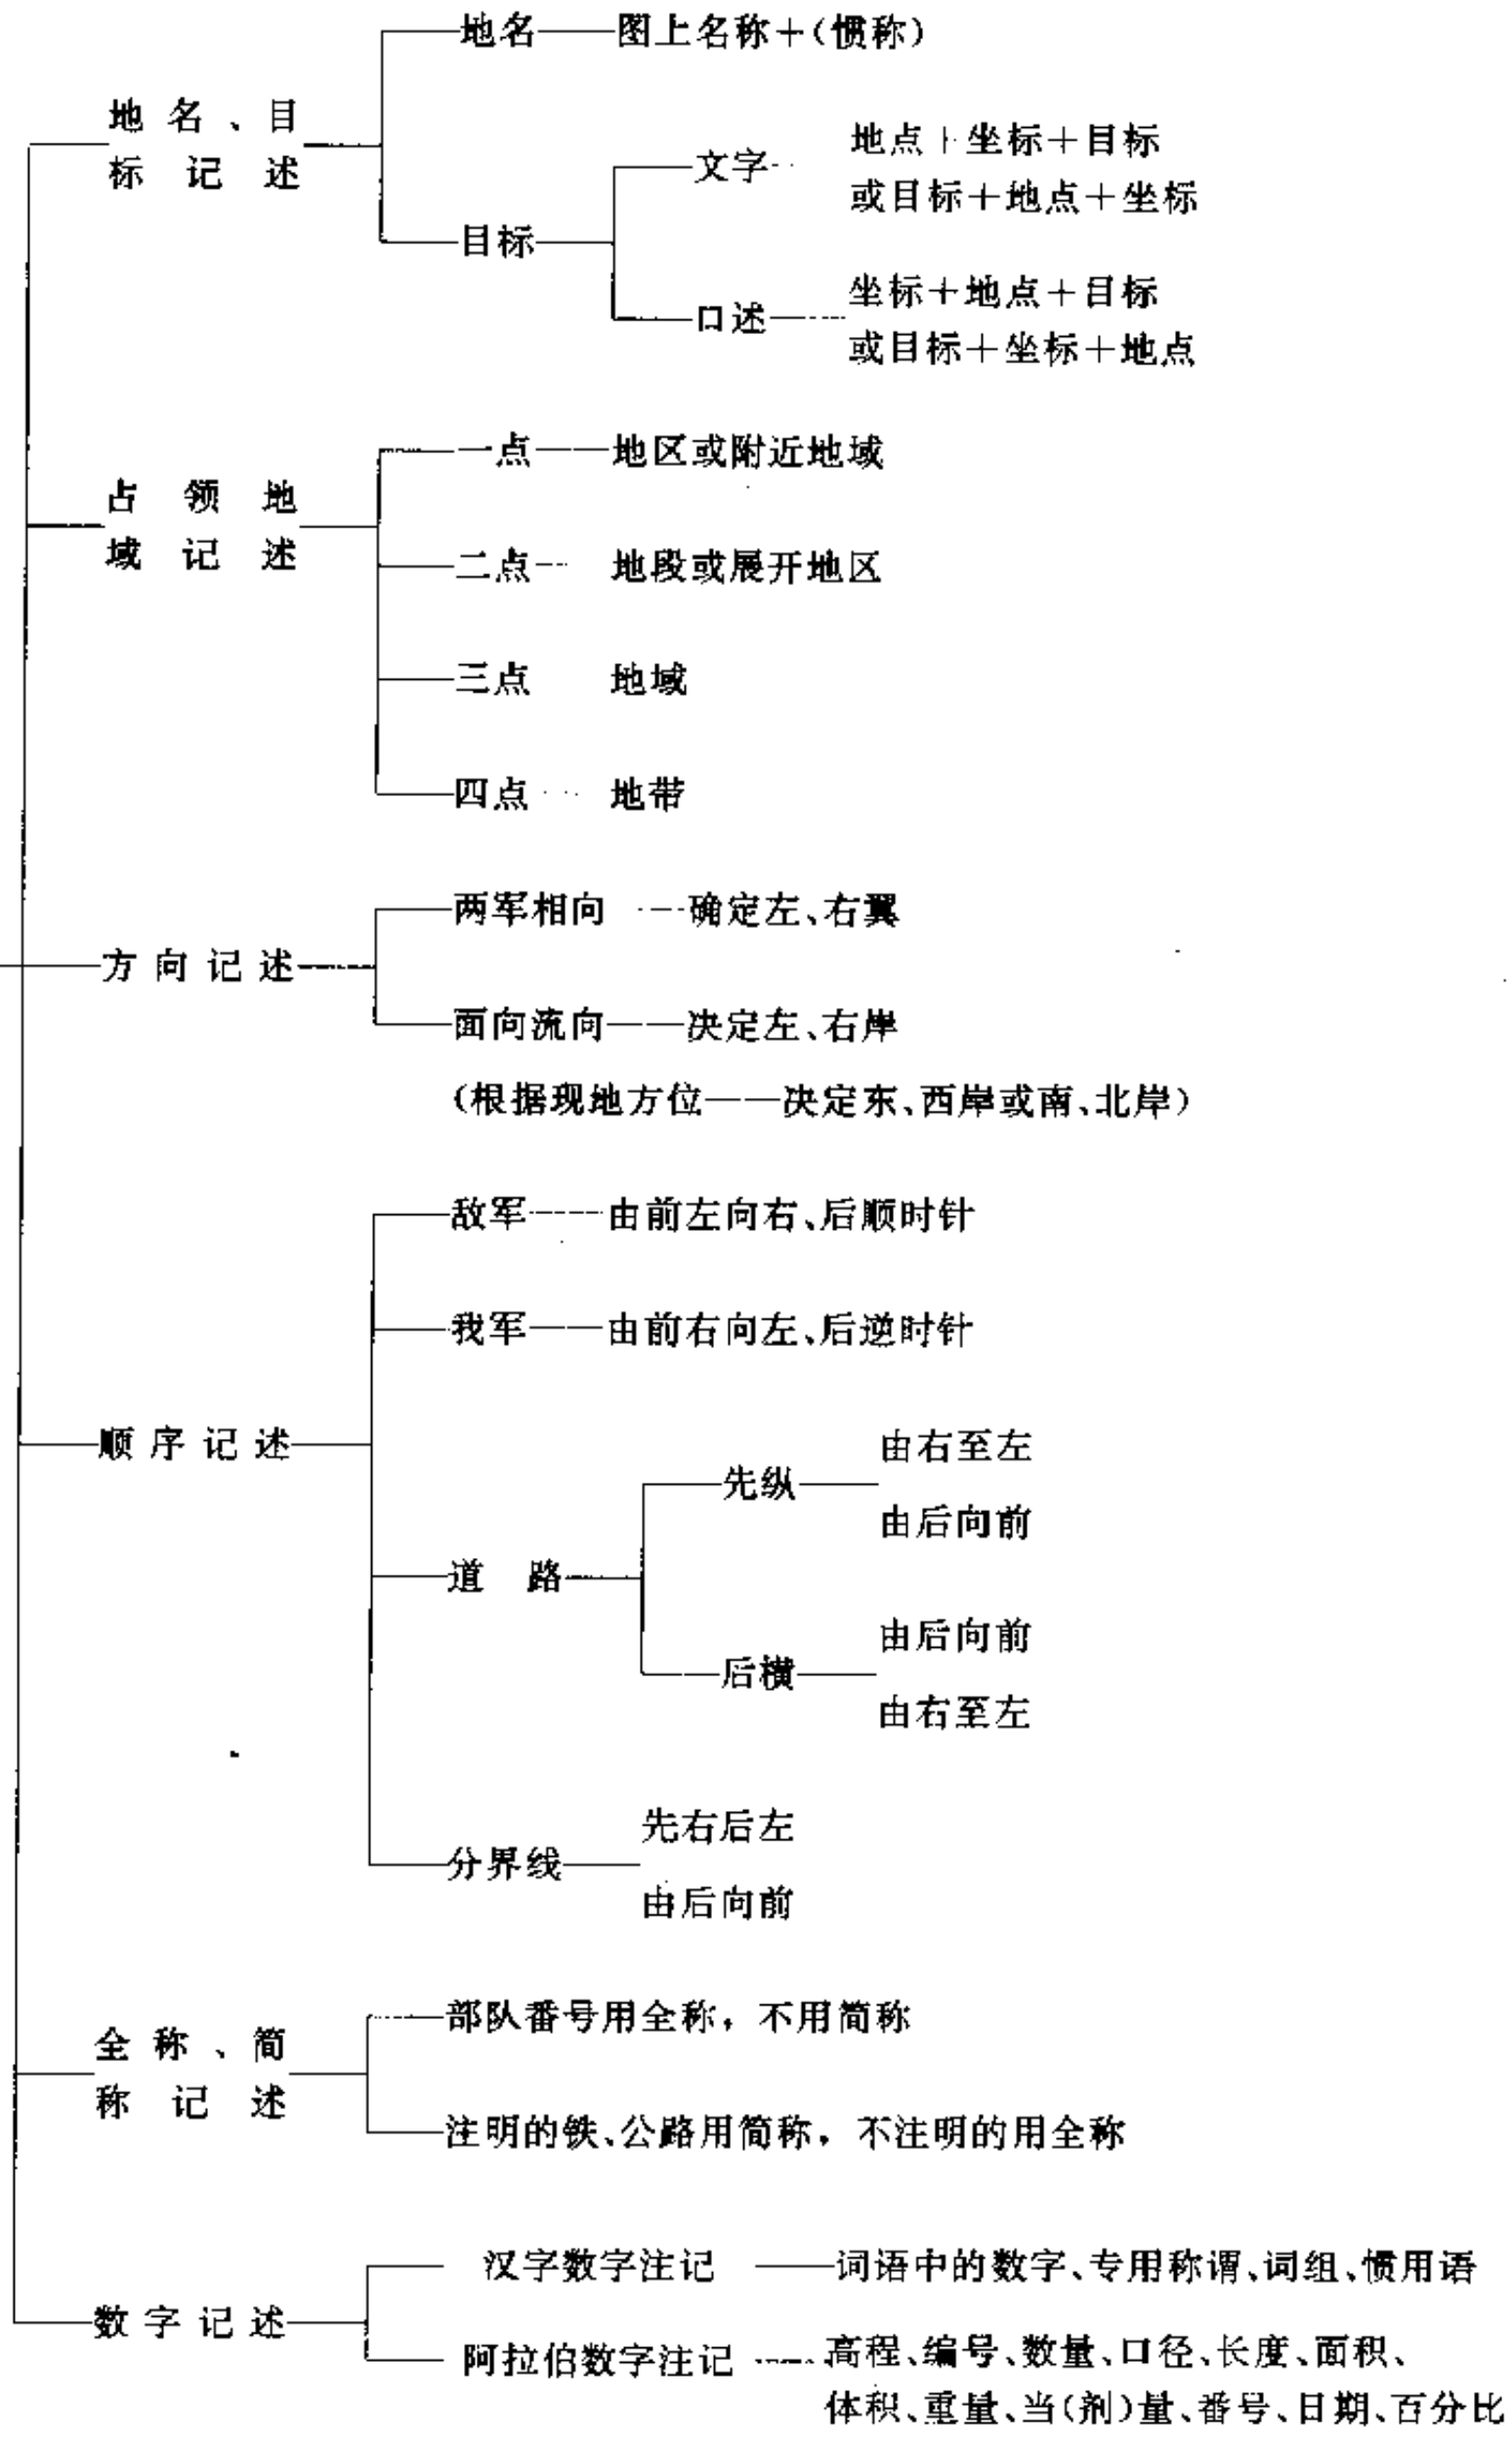 地名——图上名称+(惯称)
地名、目
标记述
文字
地点+坐标+目标
或目标+地点+坐标
目标
口述
坐标+地点+目标
或目标+坐标+地点
一点——地区或附近地域
占领地
域记述
二点 地段或展开地区
三点 地域
四点 地带
两军相向——确定左、右翼
方向记述
面向流向——决定左、右岸
(根据现地方位——决定东、西岸或南、北岸)
敌军——由前左向右、后顺时针
我军——由前右向左、后逆时针
顺序记述
先纵
由右至左
由后向前
道路
后横
由后向前
由右至左
分界线
先右后左
由后向前
全称、简
称记述
部队番号用全称，不用简称
注明的铁、公路用简称，不注明的用全称
汉字数字注记——词语中的数字、专用称谓、词组、惯用语
数字记述
阿拉伯数字注记——高程、编号、数量、口径、长度、面积、
体积、重量、当(剂)量、番号、日期、百分比